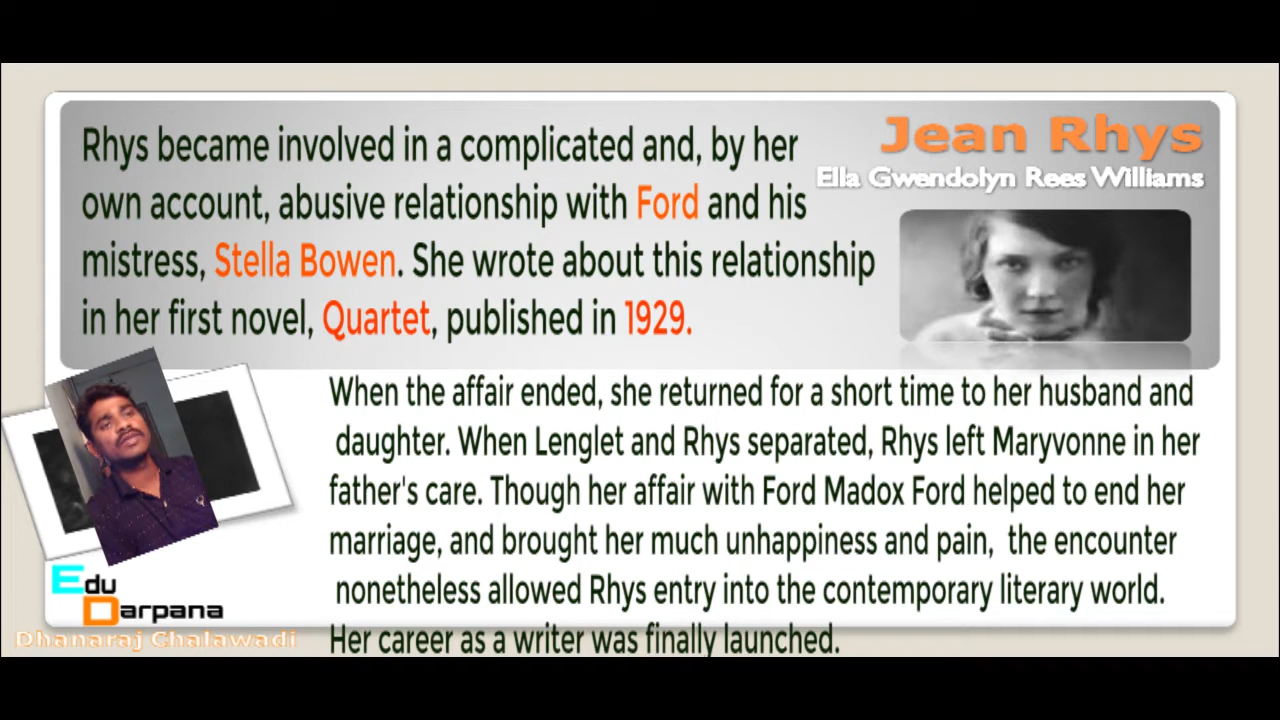 Jean Rhys
Ella Gwendolyn Rees Williams
Rhys became involved in a complicated and, by her
own account, abusive relationship with Ford and his
mistress, Stella Bowen. She wrote about this relationship
in her first novel, Quartet, published in 1929.
When the affair ended, she returned for a short time to her husband and
daughter. When Lenglet and Rhys separated, Rhys left Maryvonne in her
father's care. Though her affair with Ford Madox Ford helped to end her
marriage, and brought her much unhappiness and pain, the encounter
nonetheless allowed Rhys entry into the contemporary literary world.
Her career as a writer was finally launched.
Edu
Darpana
Dhanaraj Chalawadi